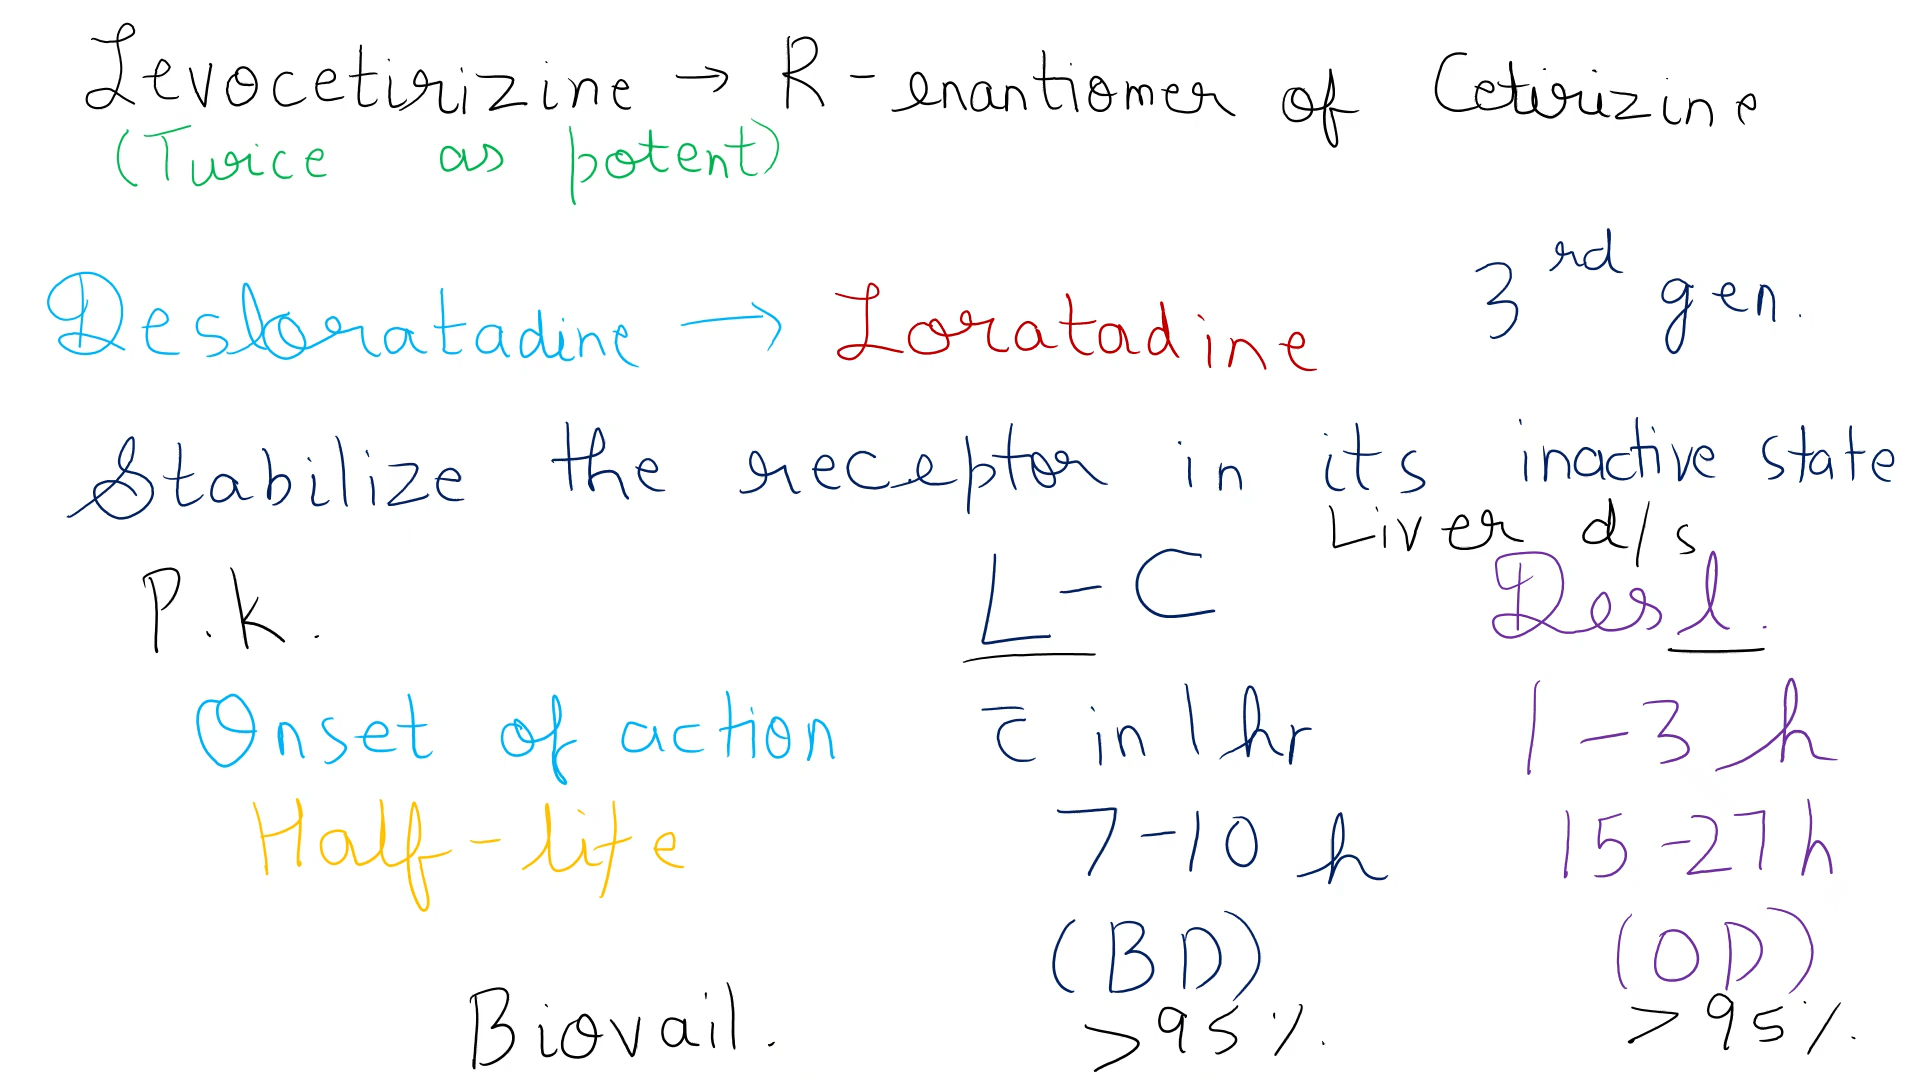 Levocetirizine → R-enantiomer of Cetirizine
(Twice as potent)
Desloratadine → Loratadine 3rd gen.
Stabilize the receptor in its inactive state
Liver d/s
P.k. L-C Desl.
Onset of action c̄ in 1 hr 1-3 h
Half-life 7-10 h 15-27 h
(BD) (OD)
Biovail. >95%. >95%.